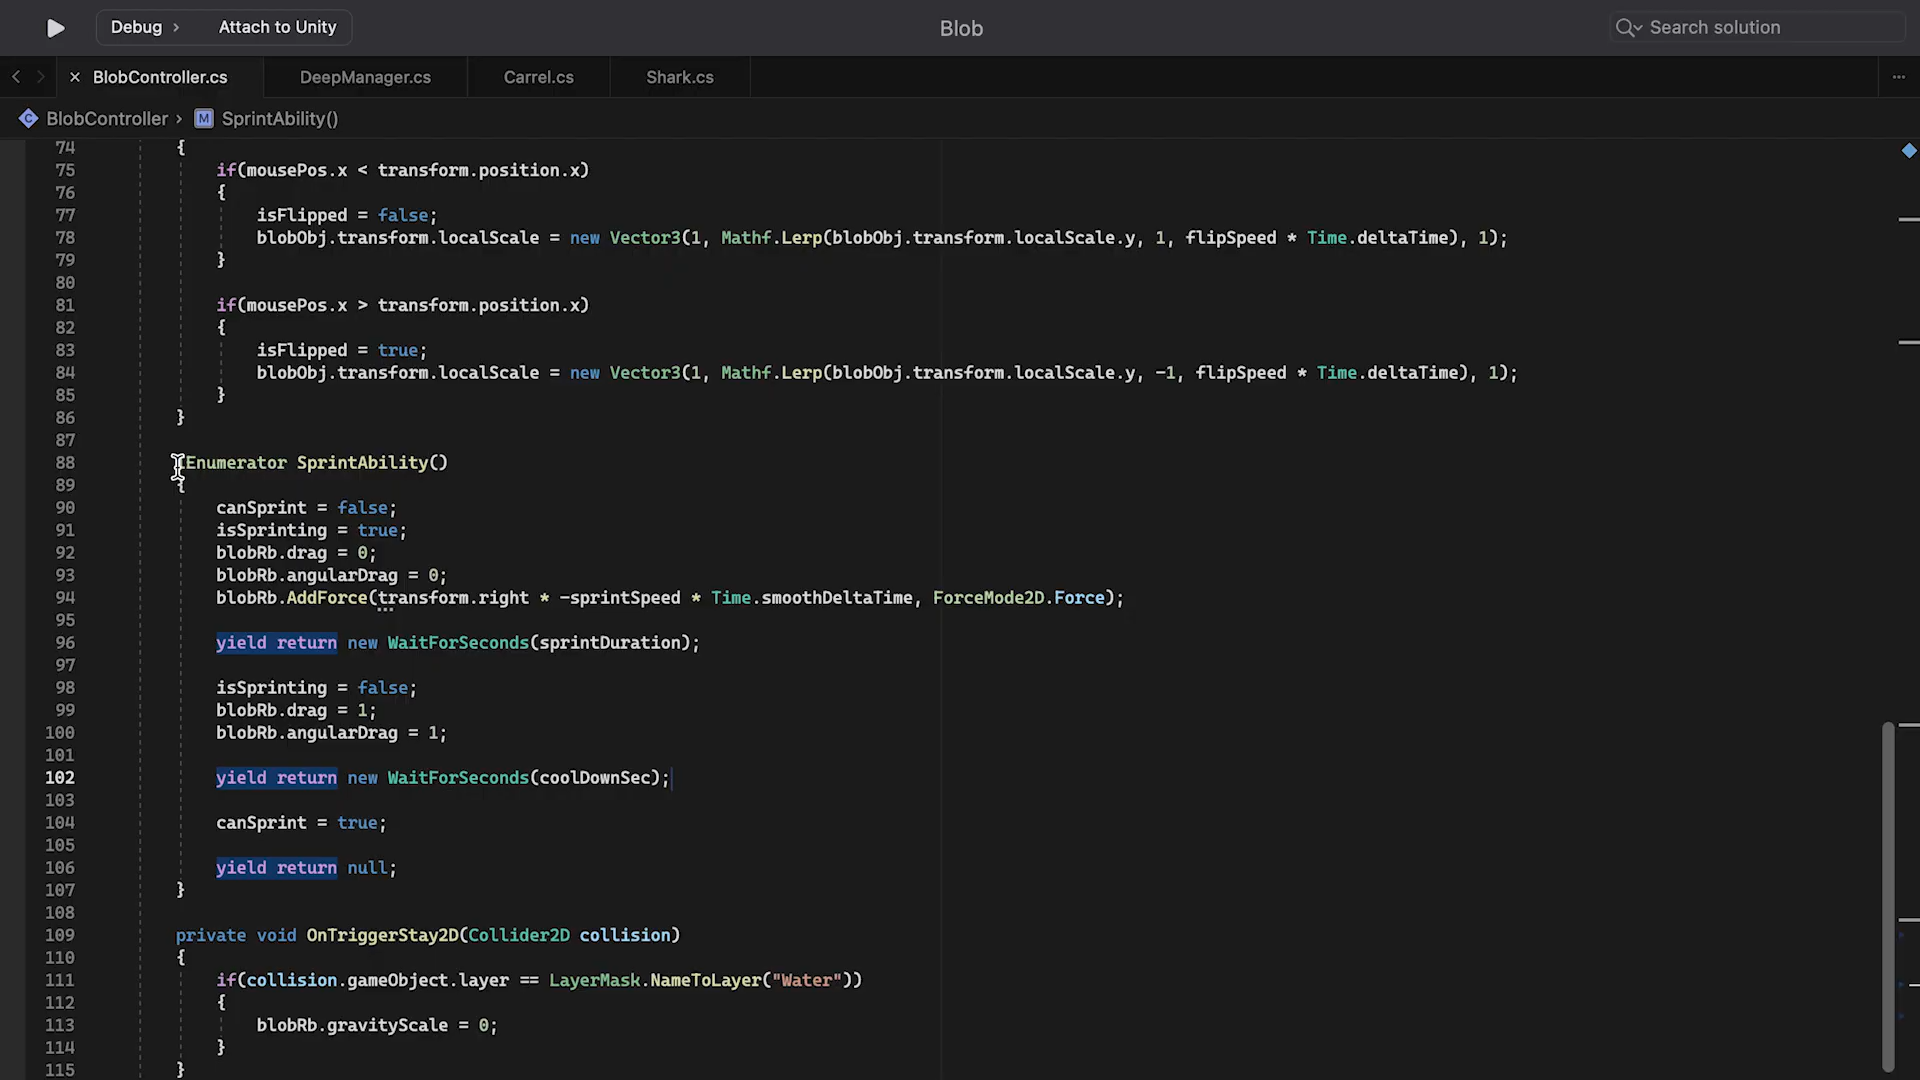 Debug › Attach to Unity Blob Search solution
BlobController.cs DeepManager.cs Carrel.cs Shark.cs ...
C BlobController › M SprintAbility()
74 {
75 if(mousePos.x < transform.position.x)
76 {
77 isFlipped = false;
78 blobObj.transform.localScale = new Vector3(1, Mathf.Lerp(blobObj.transform.localScale.y, 1, flipSpeed * Time.deltaTime), 1);
79 }
80
81 if(mousePos.x > transform.position.x)
82 {
83 isFlipped = true;
84 blobObj.transform.localScale = new Vector3(1, Mathf.Lerp(blobObj.transform.localScale.y, -1, flipSpeed * Time.deltaTime), 1);
85 }
86 }
87
88 IEnumerator SprintAbility()
89 {
90 canSprint = false;
91 isSprinting = true;
92 blobRb.drag = 0;
93 blobRb.angularDrag = 0;
94 blobRb.AddForce(transform.right * -sprintSpeed * Time.smoothDeltaTime, ForceMode2D.Force);
95
96 yield return new WaitForSeconds(sprintDuration);
97
98 isSprinting = false;
99 blobRb.drag = 1;
100 blobRb.angularDrag = 1;
101
102 yield return new WaitForSeconds(coolDownSec);
103
104 canSprint = true;
105
106 yield return null;
107 }
108
109 private void OnTriggerStay2D(Collider2D collision)
110 {
111 if(collision.gameObject.layer == LayerMask.NameToLayer("Water"))
112 {
113 blobRb.gravityScale = 0;
114 }
115 }